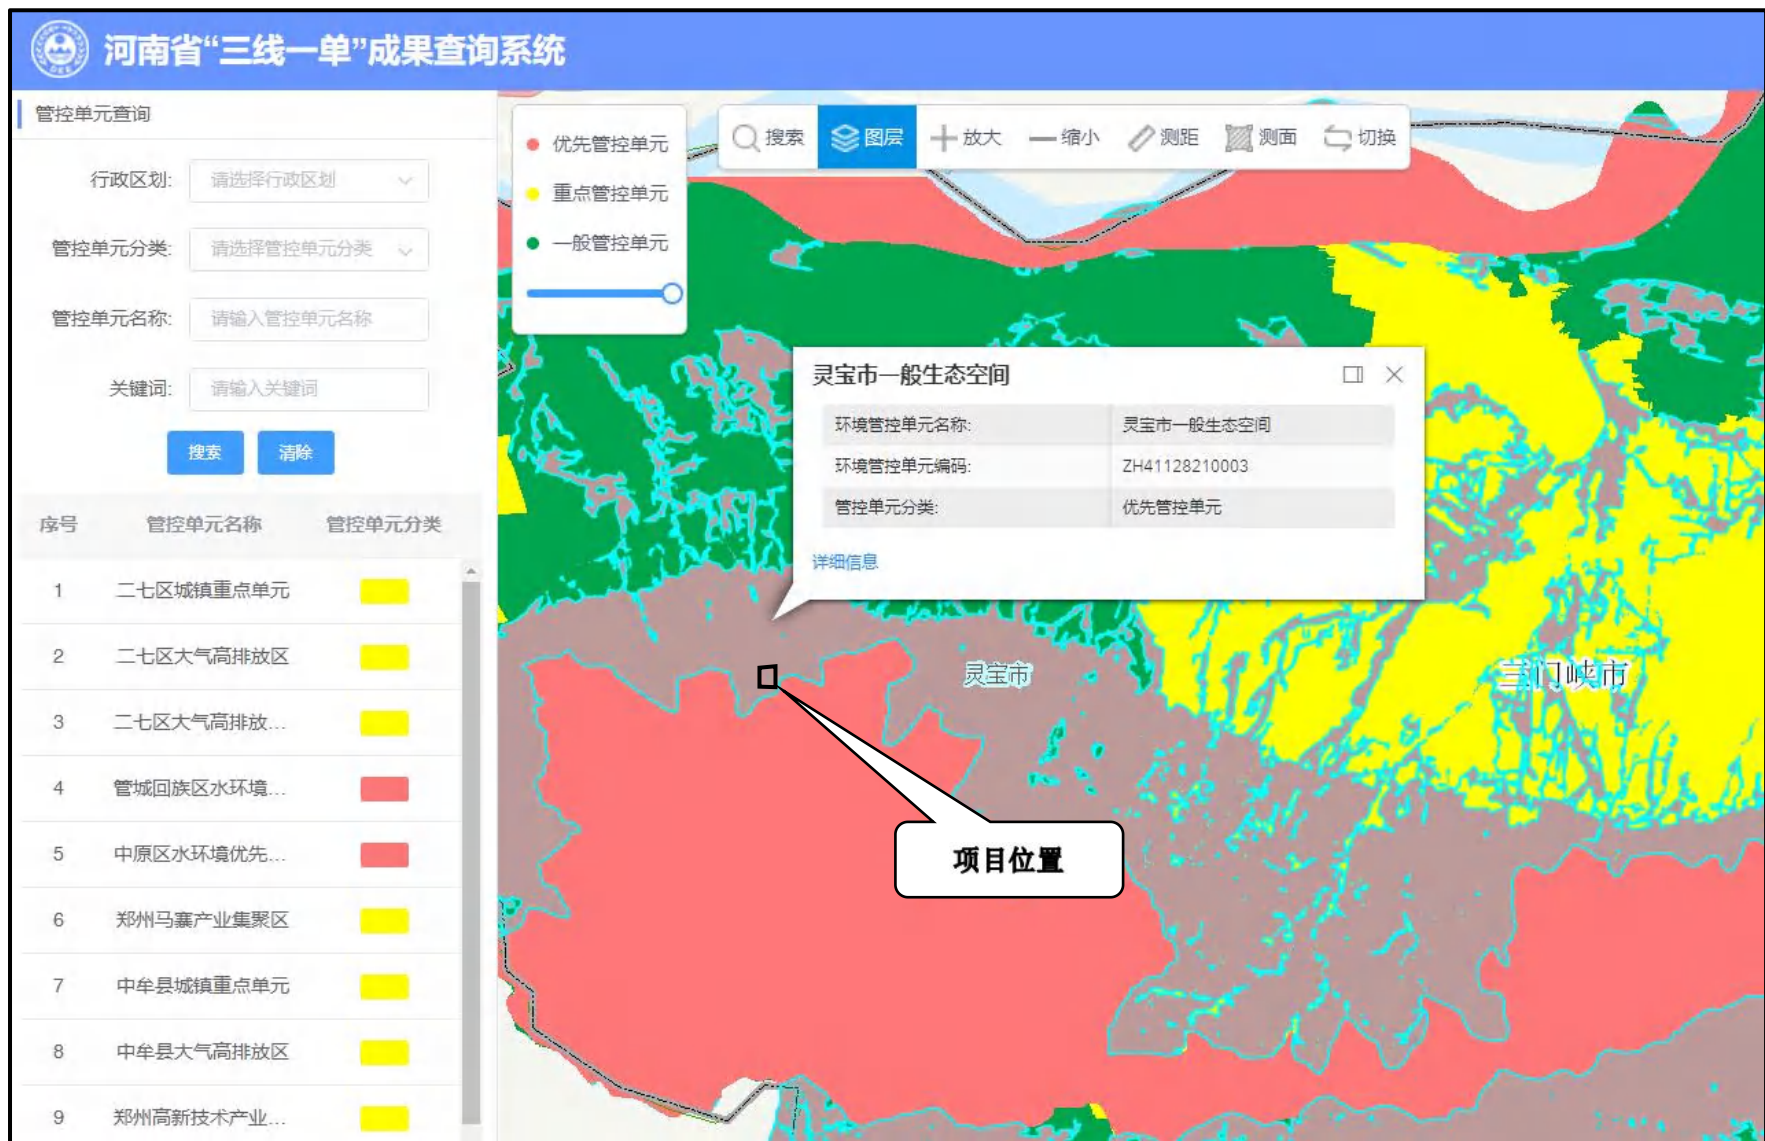 河南省“三线一单”成果查询系统
管控单元查询
行政区划: 请选择行政区划
管控单元分类: 请选择管控单元分类
管控单元名称: 请输入管控单元名称
关键词: 请输入关键词
搜索 清除
序号 管控单元名称 管控单元分类
1 二七区城镇重点单元
2 二七区大气高排放区
3 二七区大气高排放...
4 管城回族区水环境...
5 中原区水环境优先...
6 郑州马寨产业集聚区
7 中牟县城镇重点单元
8 中牟县大气高排放区
9 郑州高新技术产业...
优先管控单元
重点管控单元
一般管控单元
搜索 图层 放大 缩小 测距 测面 切换
灵宝市一般生态空间
环境管控单元名称: 灵宝市一般生态空间
环境管控单元编码: ZH41128210003
管控单元分类: 优先管控单元
详细信息
灵宝市
三门峡市
项目位置